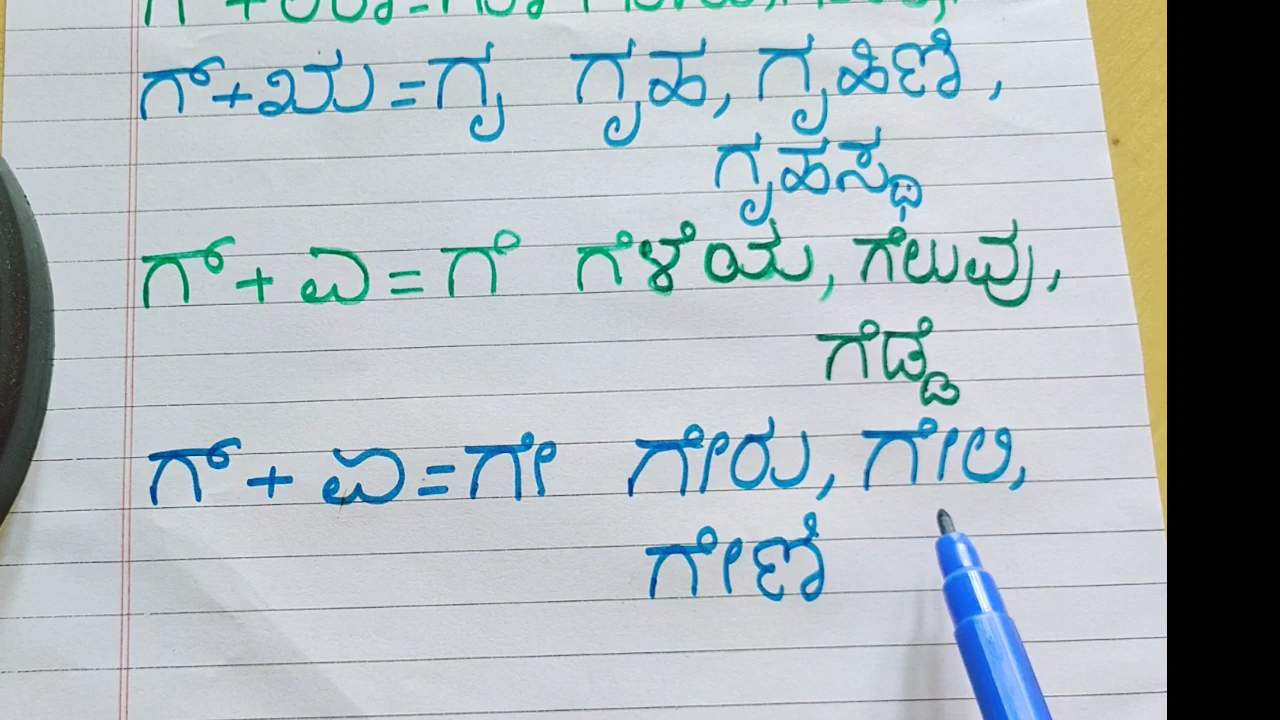 ಗ್+ಋ=ಗೃ ಗೃಹ, ಗೃಹಿಣಿ,
ಗೃಹಸ್ಥ
ಗ್+ಎ=ಗೆ ಗೆಳೆಯ, ಗೆಲುವು,
ಗೆಡ್ಡೆ
ಗ್+ಏ=ಗೇ ಗೇರು, ಗೇಲಿ,
ಗೇಣಿ